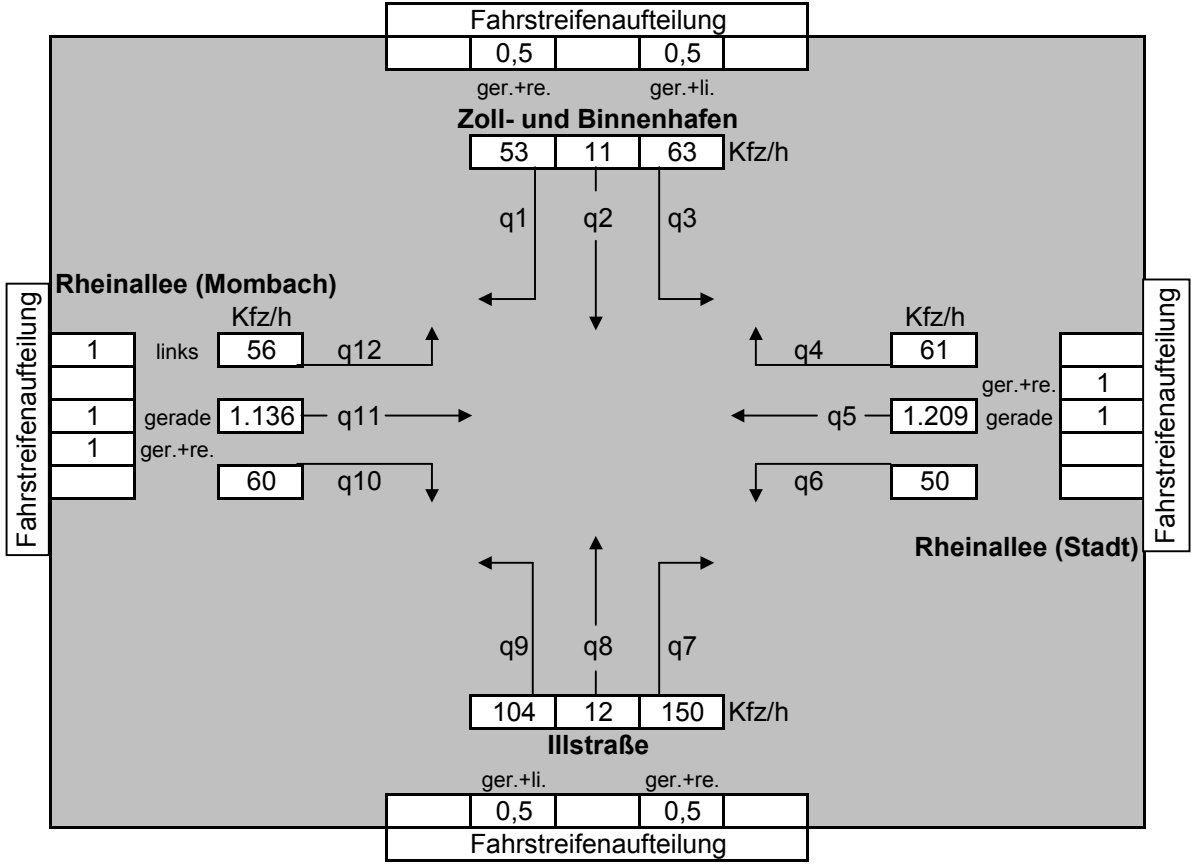 Fahrstreifenaufteilung
0,5 0,5
ger.+re. ger.+li.
Zoll- und Binnenhafen
53 11 63 Kfz/h
q1 q2 q3
Rheinallee (Mombach)
Fahrstreifenaufteilung
Kfz/h
1 links 56 q12
1 gerade 1.136 q11
1 ger.+re.
60 q10
Kfz/h
q4 61
ger.+re. 1
q5 1.209 gerade 1
q6 50
Fahrstreifenaufteilung
Rheinallee (Stadt)
q9 q8 q7
104 12 150 Kfz/h
Illstraße
ger.+li. ger.+re.
0,5 0,5
Fahrstreifenaufteilung